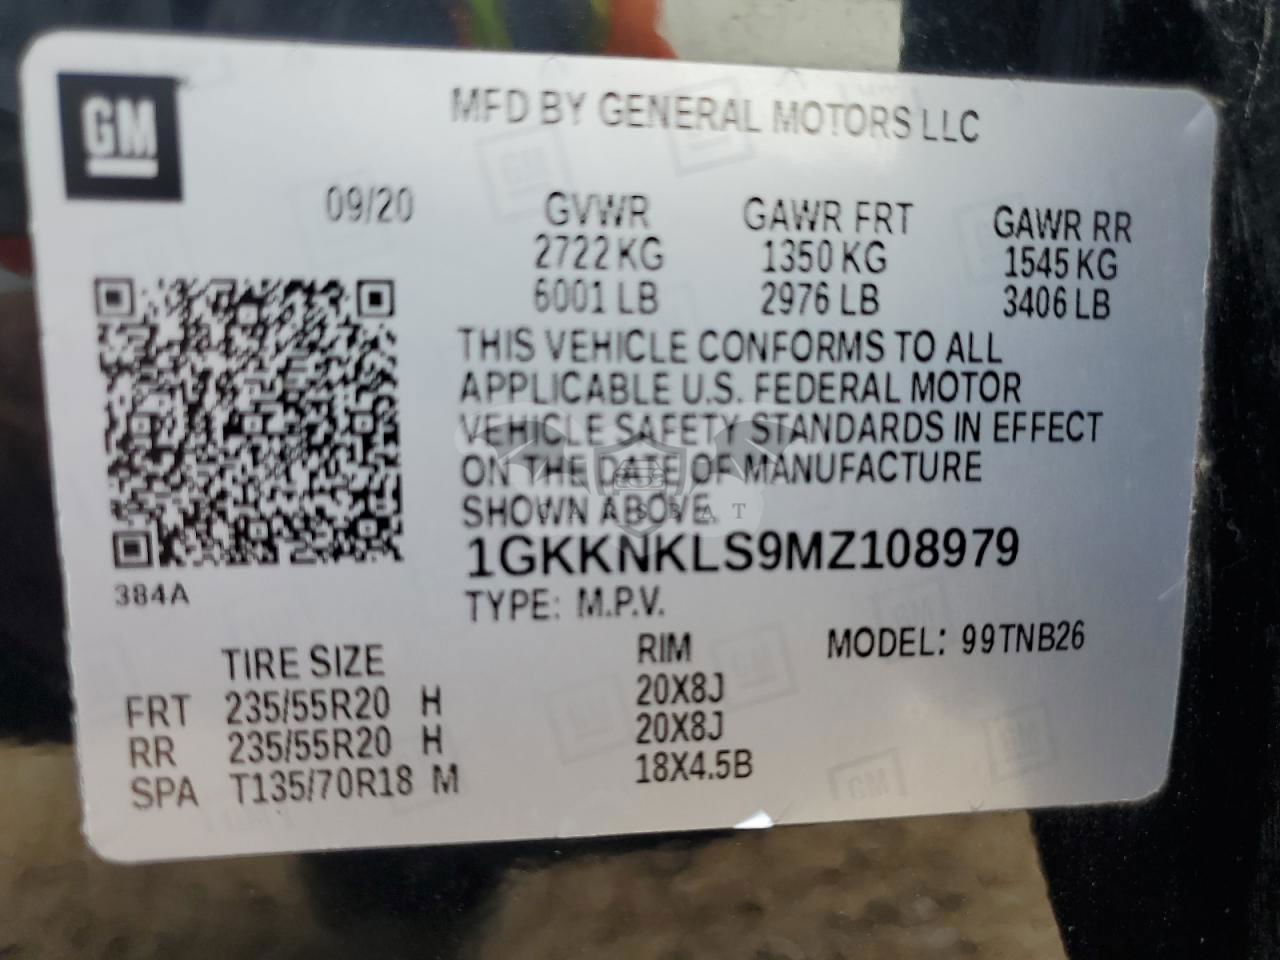 GM
MFD BY GENERAL MOTORS LLC
09/20
GVWR GAWR FRT GAWR RR
2722 KG 1350 KG 1545 KG
6001 LB 2976 LB 3406 LB
THIS VEHICLE CONFORMS TO ALL
APPLICABLE U.S. FEDERAL MOTOR
VEHICLE SAFETY STANDARDS IN EFFECT
ON THE DATE OF MANUFACTURE
SHOWN ABOVE.
1GKKNKLS9MZ108979
384A
TYPE: M.P.V.
TIRE SIZE RIM MODEL: 99TNB26
FRT 235/55R20 H 20X8J
RR 235/55R20 H 20X8J
SPA T135/70R18 M 18X4.5B